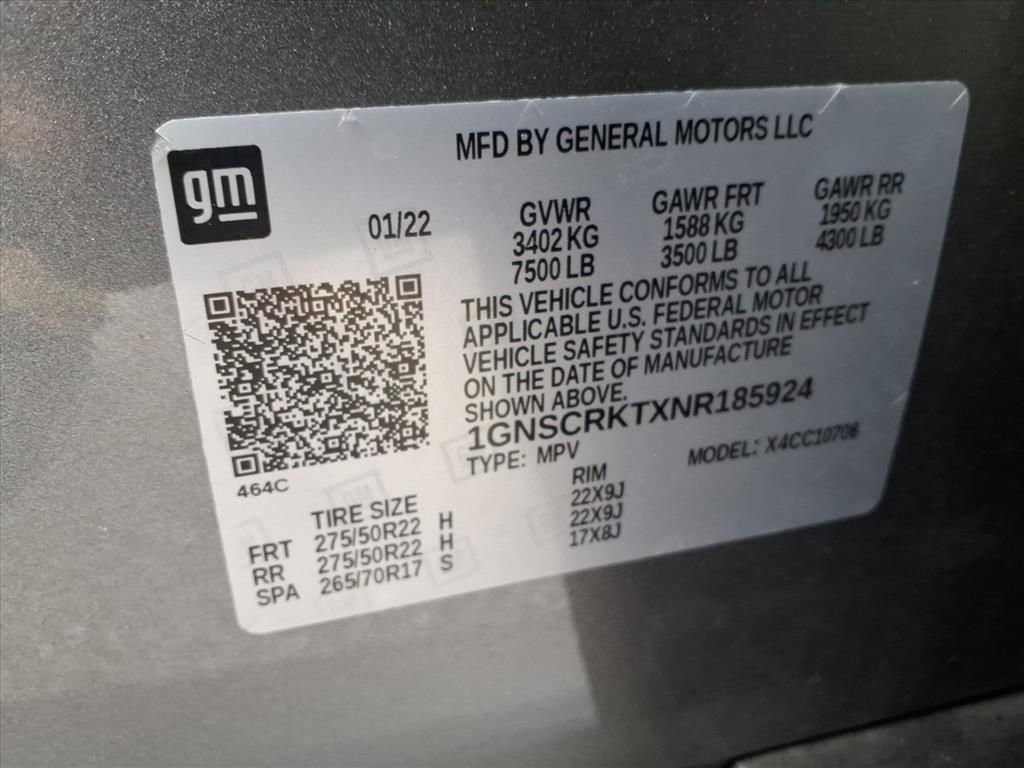 MFD BY GENERAL MOTORS LLC
gm
01/22
GVWR
3402 KG
7500 LB
GAWR FRT
1588 KG
3500 LB
GAWR RR
1950 KG
4300 LB
THIS VEHICLE CONFORMS TO ALL
APPLICABLE U.S. FEDERAL MOTOR
VEHICLE SAFETY STANDARDS IN EFFECT
ON THE DATE OF MANUFACTURE
SHOWN ABOVE.
1GNSCRKTXNR185924
TYPE: MPV
MODEL: X4CC10706
464C
TIRE SIZE
RIM
FRT 275/50R22 H 22X9J
RR 275/50R22 H 22X9J
SPA 265/70R17 S 17X8J